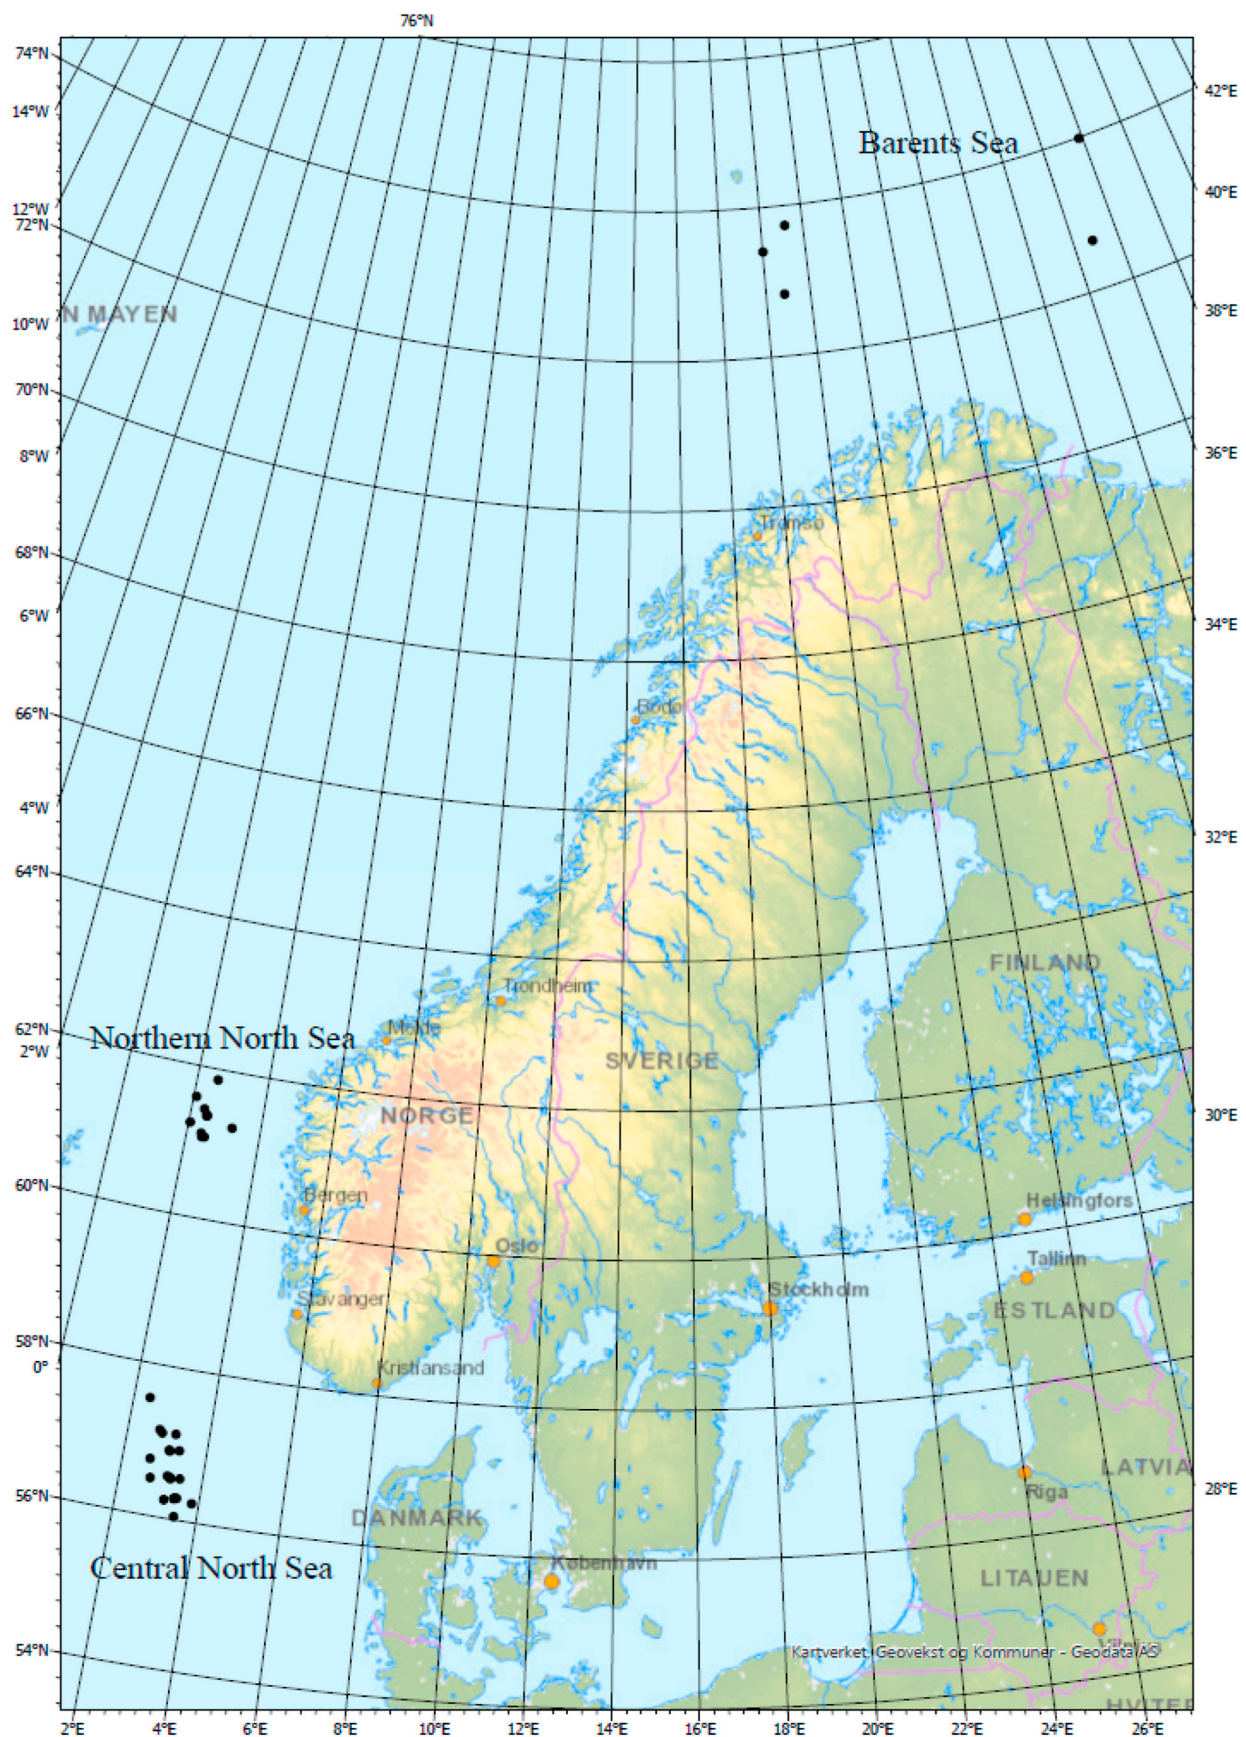 76°N
74°N
42°E
14°W
Barents Sea
40°E
12°W
72°N
N MAYEN
38°E
10°W
70°N
36°E
8°W
Tromsø
68°N
6°W
34°E
Bodø
66°N
4°W
32°E
64°N
FINLAND
Trondheim
62°N
Molde
Northern North Sea
2°W
SVERIGE
NORGE
30°E
60°N
Bergen
Helsingfors
Oslo
Tallinn
Stockholm
Stavanger
ESTLAND
58°N
0°
Kristiansand
LATVIA
28°E
56°N
Riga
DANMARK
Central North Sea
København
LITAUEN
54°N
Kartverket, Geovekst og Kommuner - Geodata AS
HVITER
2°E 4°E 6°E 8°E 10°E 12°E 14°E 16°E 18°E 20°E 22°E 24°E 26°E